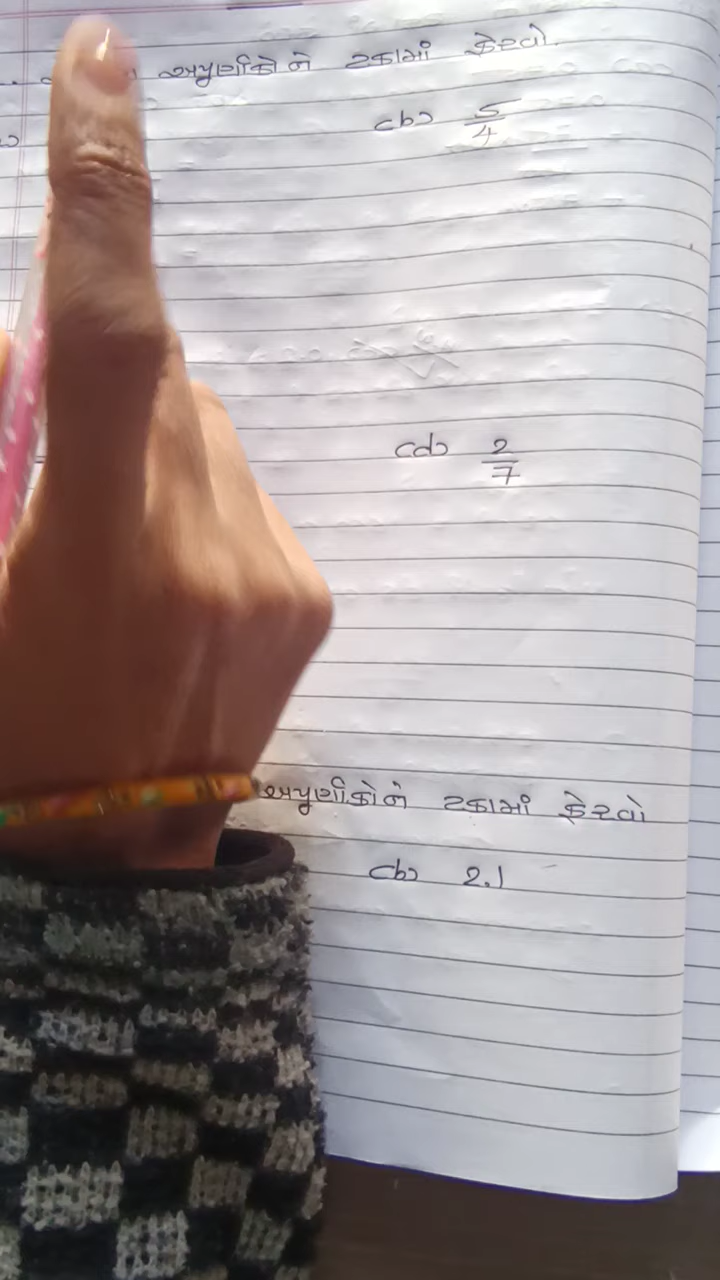 અપૂર્ણાંકોને ટકામાં ફેરવો.
(b) 5/4
(d) 2/7
અપૂર્ણાંકોને ટકામાં ફેરવો
(b) 2.1